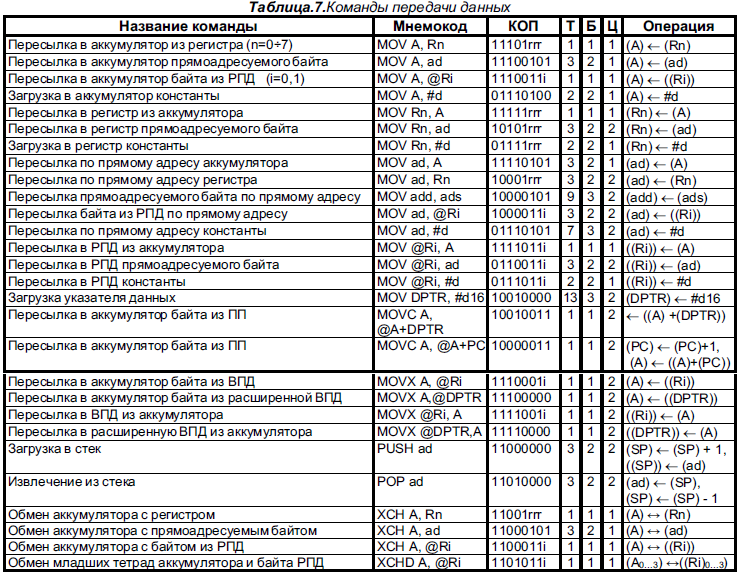 Таблица.7.Команды передачи данных
Название команды Мнемокод КОП Т Б Ц Операция
Пересылка в аккумулятор из регистра (n=0÷7) MOV A, Rn 11101rrr 1 1 1 (A) ← (Rn)
Пересылка в аккумулятор прямоадресуемого байта MOV A, ad 11100101 3 2 1 (A) ← (ad)
Пересылка в аккумулятор байта из РПД (i=0,1) MOV A, @Ri 1110011i 1 1 1 (A) ← ((Ri))
Загрузка в аккумулятор константы MOV A, #d 01110100 2 2 1 (A) ← #d
Пересылка в регистр из аккумулятора MOV Rn, A 11111rrr 1 1 1 (Rn) ← (A)
Пересылка в регистр прямоадресуемого байта MOV Rn, ad 10101rrr 3 2 2 (Rn) ← (ad)
Загрузка в регистр константы MOV Rn, #d 01111rrr 2 2 1 (Rn) ← #d
Пересылка по прямому адресу аккумулятора MOV ad, A 11110101 3 2 1 (ad) ← (A)
Пересылка по прямому адресу регистра MOV ad, Rn 10001rrr 3 2 2 (ad) ← (Rn)
Пересылка прямоадресуемого байта по прямому адресу MOV add, ads 10000101 9 3 2 (add) ← (ads)
Пересылка байта из РПД по прямому адресу MOV ad, @Ri 1000011i 3 2 2 (ad) ← ((Ri))
Пересылка по прямому адресу константы MOV ad, #d 01110101 7 3 2 (ad) ← #d
Пересылка в РПД из аккумулятора MOV @Ri, A 1111011i 1 1 1 ((Ri)) ← (A)
Пересылка в РПД прямоадресуемого байта MOV @Ri, ad 0110011i 3 2 2 ((Ri)) ← (ad)
Пересылка в РПД константы MOV @Ri, #d 0111011i 2 2 1 ((Ri)) ← #d
Загрузка указателя данных MOV DPTR, #d16 10010000 13 3 2 (DPTR) ← #d16
Пересылка в аккумулятор байта из ПП MOVC A, 10010011 1 1 2 ← ((A) +(DPTR))
@A+DPTR
Пересылка в аккумулятор байта из ПП MOVC A, @A+PC 10000011 1 1 2 (PC) ← (PC)+1,
(A) ← ((A)+(PC))
Пересылка в аккумулятор байта из ВПД MOVX A, @Ri 1110001i 1 1 2 (A) ← ((Ri))
Пересылка в аккумулятор байта из расширенной ВПД MOVX A,@DPTR 11100000 1 1 2 (A) ← ((DPTR))
Пересылка в ВПД из аккумулятора MOVX @Ri, A 1111001i 1 1 2 ((Ri)) ← (A)
Пересылка в расширенную ВПД из аккумулятора MOVX @DPTR,A 11110000 1 1 2 ((DPTR)) ← (A)
Загрузка в стек PUSH ad 11000000 3 2 2 (SP) ← (SP) + 1,
((SP)) ← (ad)
Извлечение из стека POP ad 11010000 3 2 2 (ad) ← (SP),
(SP) ← (SP) - 1
Обмен аккумулятора с регистром XCH A, Rn 11001rrr 1 1 1 (A) ↔ (Rn)
Обмен аккумулятора с прямоадресуемым байтом XCH A, ad 11000101 3 2 1 (A) ↔ (ad)
Обмен аккумулятора с байтом из РПД XCH A, @Ri 1100011i 1 1 1 (A) ↔ ((Ri))
Обмен младших тетрад аккумулятора и байта РПД XCHD A, @Ri 1101011i 1 1 1 (A0...3) ↔((Ri)0...3)